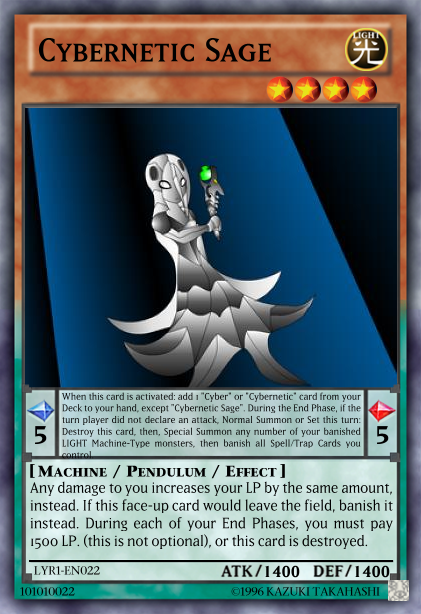 Cybernetic Sage
LIGHT
光
When this card is activated: add 1 "Cyber" or "Cybernetic" card from your
Deck to your hand, except "Cybernetic Sage". During the End Phase, if the
turn player did not declare an attack, Normal Summon or Set this turn:
Destroy this card, then, Special Summon any number of your banished
LIGHT Machine-Type monsters, then banish all Spell/Trap Cards you
control.
5
5
[ Machine / Pendulum / Effect ]
Any damage to you increases your LP by the same amount,
instead. If this face-up card would leave the field, banish it
instead. During each of your End Phases, you must pay
1500 LP. (this is not optional), or this card is destroyed.
LYR1-EN022
ATK/1400 DEF/1400
101010022
©1996 KAZUKI TAKAHASHI